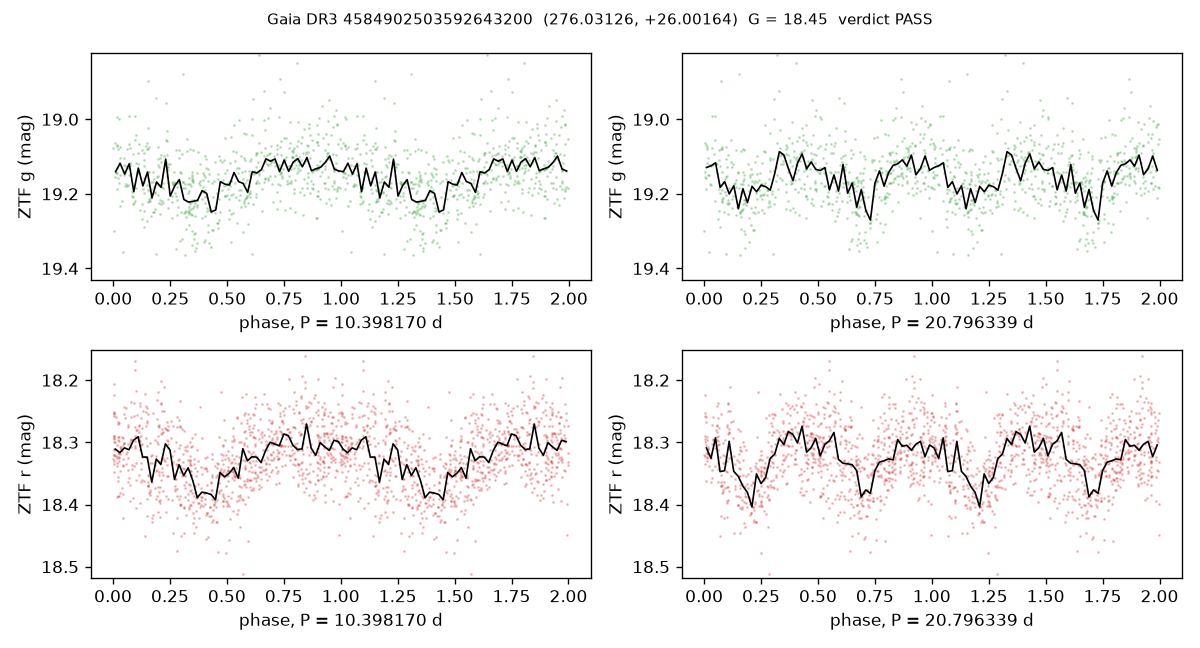 Gaia DR3 4584902503592643200 (276.03126, +26.00164) G = 18.45 verdict PASS
ZTF g (mag)
19.0
19.2
19.4
0.00 0.25 0.50 0.75 1.00 1.25 1.50 1.75 2.00
phase, P = 10.398170 d
ZTF g (mag)
19.0
19.2
19.4
0.00 0.25 0.50 0.75 1.00 1.25 1.50 1.75 2.00
phase, P = 20.796339 d
ZTF r (mag)
18.2
18.3
18.4
18.5
0.00 0.25 0.50 0.75 1.00 1.25 1.50 1.75 2.00
phase, P = 10.398170 d
ZTF r (mag)
18.2
18.3
18.4
18.5
0.00 0.25 0.50 0.75 1.00 1.25 1.50 1.75 2.00
phase, P = 20.796339 d